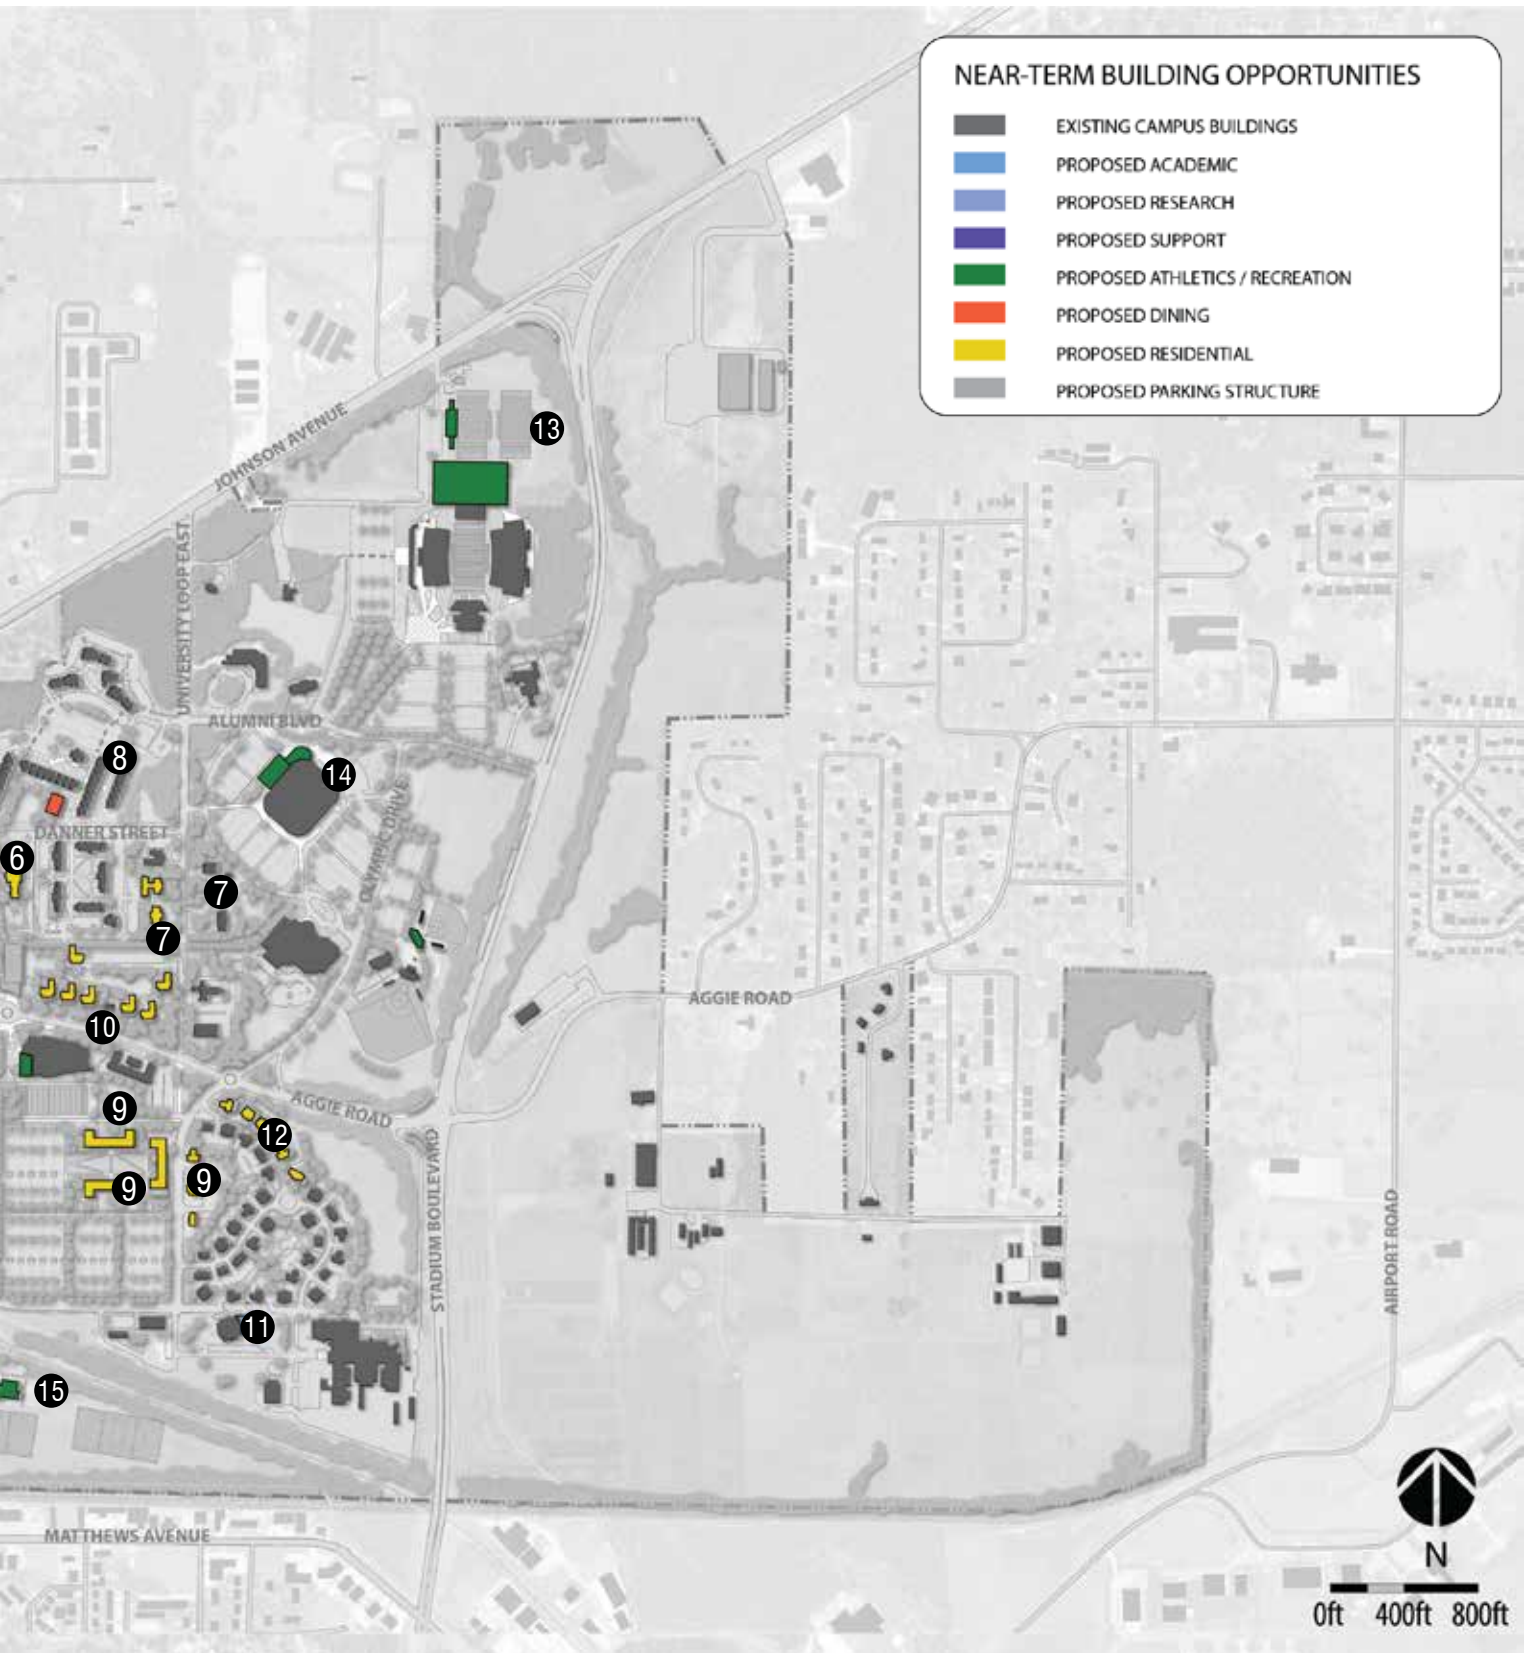 NEAR-TERM BUILDING OPPORTUNITIES
EXISTING CAMPUS BUILDINGS
PROPOSED ACADEMIC
PROPOSED RESEARCH
PROPOSED SUPPORT
PROPOSED ATHLETICS / RECREATION
PROPOSED DINING
PROPOSED RESIDENTIAL
PROPOSED PARKING STRUCTURE
JOHNSON AVENUE
13
UNIVERSITY LOOP EAST
ALUMNI BLVD
8
14
OLYMPIC DRIVE
DANNER STREET
6
7
7
AGGIE ROAD
10
9
AGGIE ROAD
12
9
9
STADIUM BOULEVARD
AIRPORT ROAD
11
15
MATTHEWS AVENUE
N
0ft 400ft 800ft